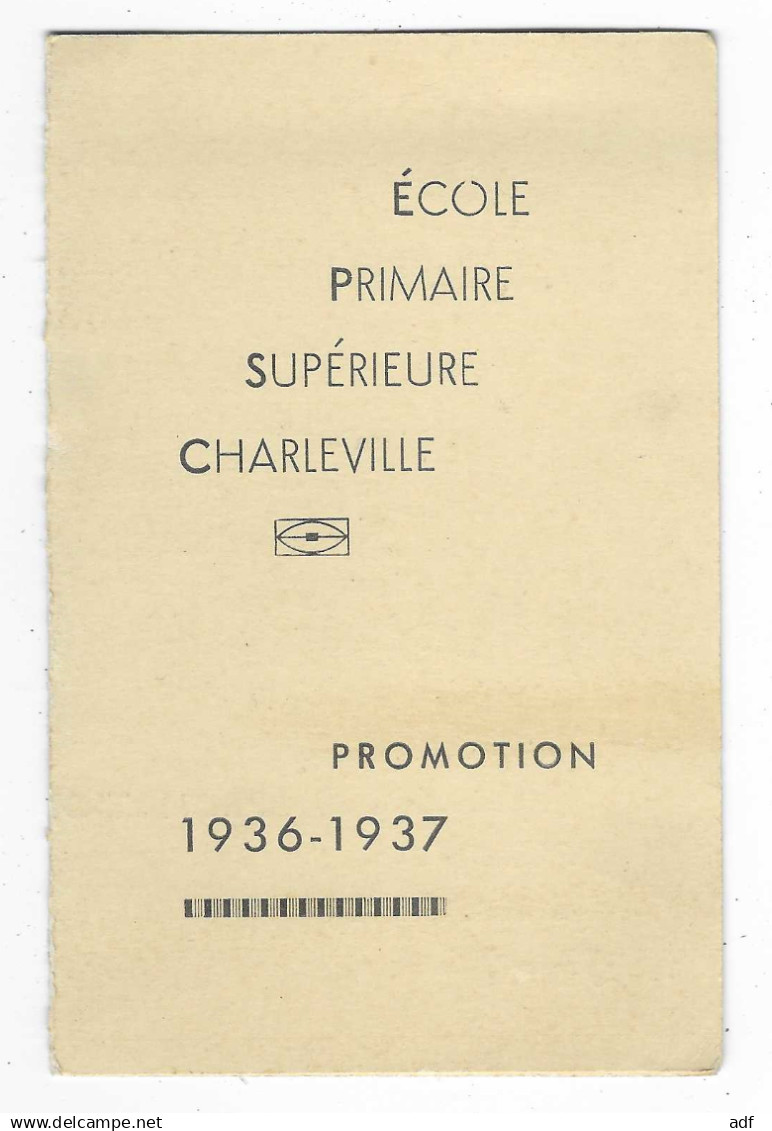 ÉCOLE
PRIMAIRE
SUPÉRIEURE
CHARLEVILLE
PROMOTION
1936-1937
www.delcampe.net
adf